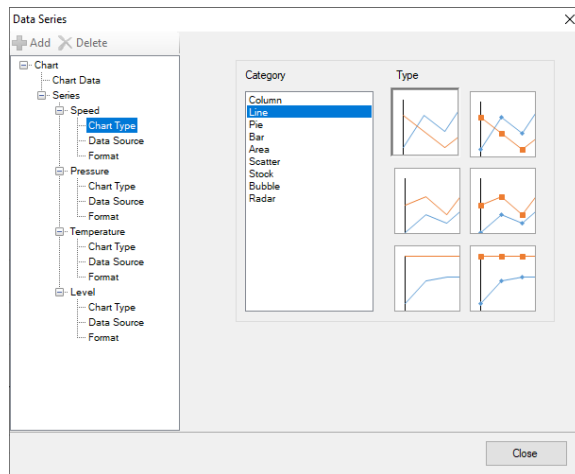 Data Series
Add Delete
Chart
Chart Data
Series
Speed
Chart Type
Data Source
Format
Pressure
Chart Type
Data Source
Format
Temperature
Chart Type
Data Source
Format
Level
Chart Type
Data Source
Format
Category
Column
Line
Pie
Bar
Area
Scatter
Stock
Bubble
Radar
Type
Close